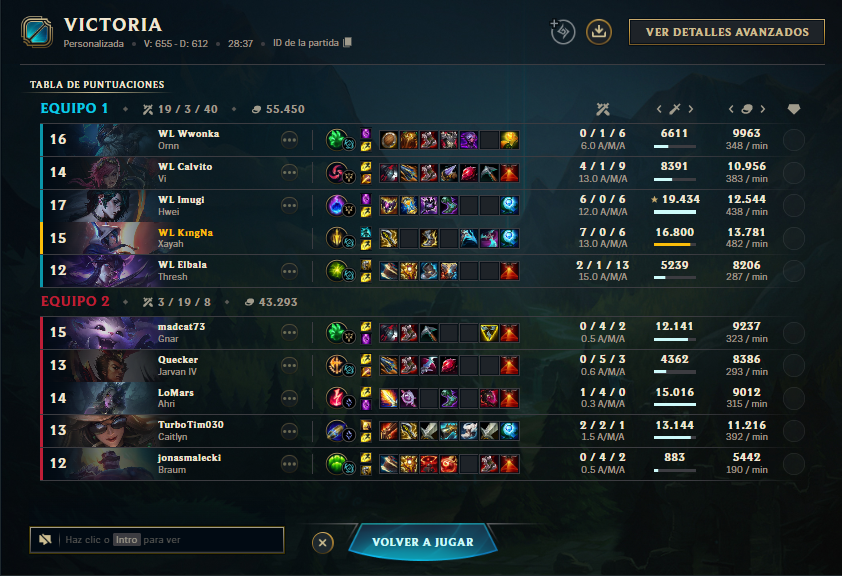 VICTORIA
Personalizada • V: 655 - D: 612 • 28:37 • ID de la partida
VER DETALLES AVANZADOS
TABLA DE PUNTUACIONES
EQUIPO 1 • 19 / 3 / 40 • 55.450
16 WL Wwonka 0 / 1 / 6 6611 9963
Ornn 6.0 A/M/A 348 / min
14 WL Calvito 4 / 1 / 9 8391 10.956
Vi 13.0 A/M/A 383 / min
17 WL Imugi 6 / 0 / 6 19.434 12.544
Hwei 12.0 A/M/A 438 / min
15 WL KıngNa 7 / 0 / 6 16.800 13.781
Xayah 13.0 A/M/A 482 / min
12 WL Elbala 2 / 1 / 13 5239 8206
Thresh 15.0 A/M/A 287 / min
EQUIPO 2 • 3 / 19 / 8 • 43.293
15 madcat73 0 / 4 / 2 12.141 9237
Gnar 0.5 A/M/A 323 / min
13 Quecker 0 / 5 / 3 4362 8386
Jarvan IV 0.6 A/M/A 293 / min
14 LoMars 1 / 4 / 0 15.016 9012
Ahri 0.3 A/M/A 315 / min
13 TurboTim030 2 / 2 / 1 13.144 11.216
Caitlyn 1.5 A/M/A 392 / min
12 jonasmalecki 0 / 4 / 2 883 5442
Braum 0.5 A/M/A 190 / min
Haz clic o Intro para ver
VOLVER A JUGAR